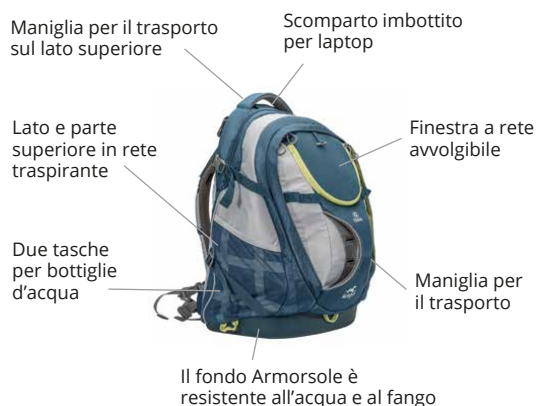 Maniglia per il trasporto
sul lato superiore
Scomparto imbottito
per laptop
Lato e parte
superiore in rete
traspirante
Finestra a rete
avvolgibile
Due tasche
per bottiglie
d'acqua
Maniglia per
il trasporto
Il fondo Armorsole è
resistente all'acqua e al fango